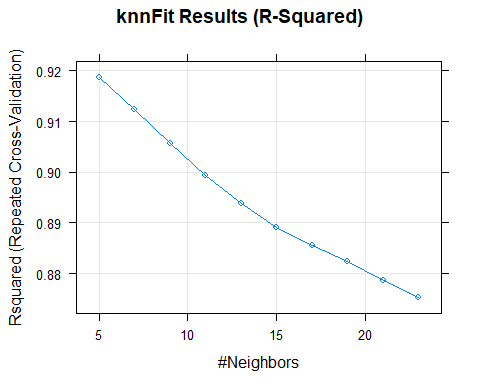 knnFit Results (R-Squared)
Rsquared (Repeated Cross-Validation)
0.92
0.91
0.90
0.89
0.88
5 10 15 20
#Neighbors